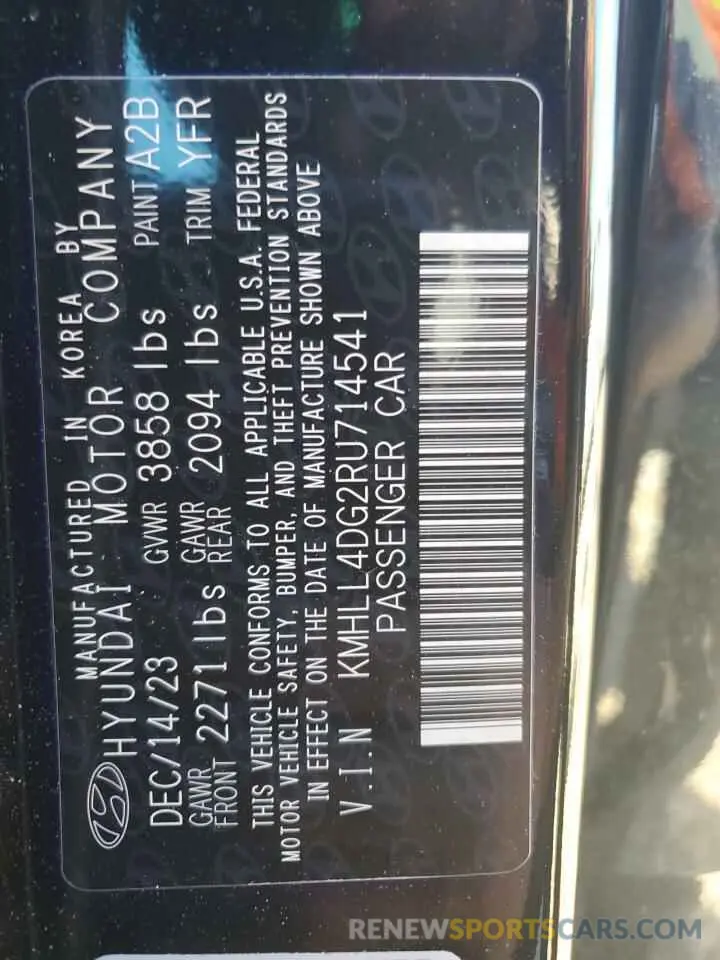 MANUFACTURED IN KOREA BY
HYUNDAI MOTOR COMPANY
DEC/14/23 GVWR 3858 lbs PAINT A2B
GAWR FRONT 2271 lbs GAWR REAR 2094 lbs TRIM YFR
THIS VEHICLE CONFORMS TO ALL APPLICABLE U.S.A. FEDERAL
MOTOR VEHICLE SAFETY, BUMPER, AND THEFT PREVENTION STANDARDS
IN EFFECT ON THE DATE OF MANUFACTURE SHOWN ABOVE
V.I.N KMHLL4DG2RU714541
PASSENGER CAR
RENEWSPORTSCARS.COM